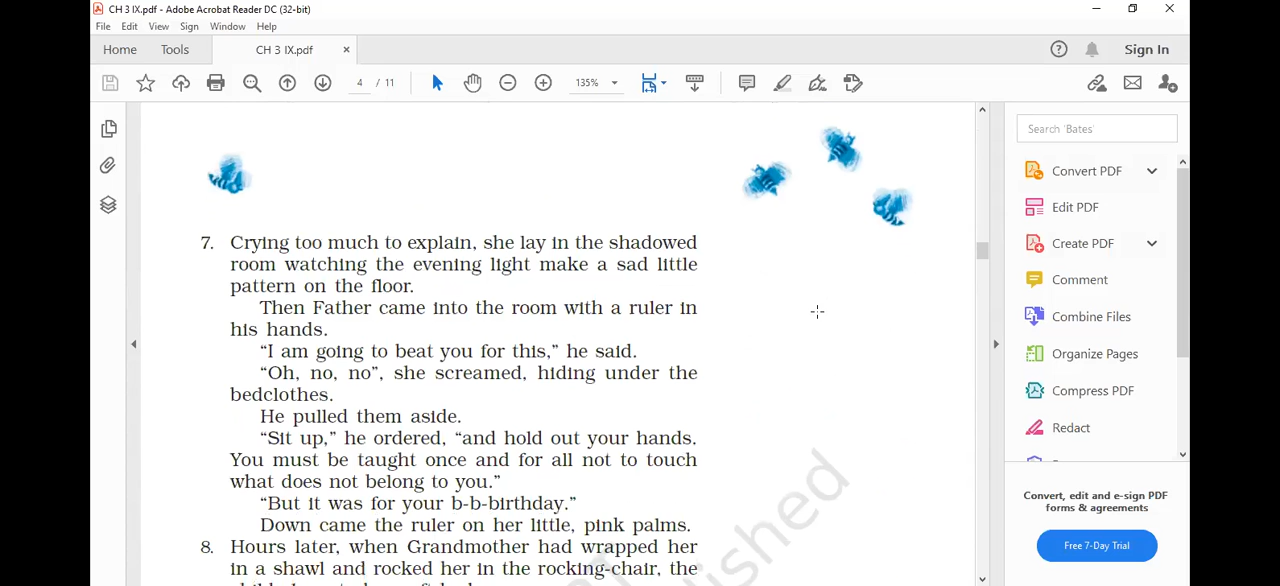 CH 3 IX.pdf - Adobe Acrobat Reader DC (32-bit)
File Edit View Sign Window Help
Home Tools CH 3 IX.pdf × Sign In
4 / 11 135%
Search 'Bates'
Convert PDF
Edit PDF
Create PDF
Comment
Combine Files
Organize Pages
Compress PDF
Redact
Convert, edit and e-sign PDF
forms & agreements
Free 7-Day Trial
7. Crying too much to explain, she lay in the shadowed
room watching the evening light make a sad little
pattern on the floor.
Then Father came into the room with a ruler in
his hands.
“I am going to beat you for this,” he said.
“Oh, no, no”, she screamed, hiding under the
bedclothes.
He pulled them aside.
“Sit up,” he ordered, “and hold out your hands.
You must be taught once and for all not to touch
what does not belong to you.”
“But it was for your b-b-birthday.”
Down came the ruler on her little, pink palms.
8. Hours later, when Grandmother had wrapped her
in a shawl and rocked her in the rocking-chair, the